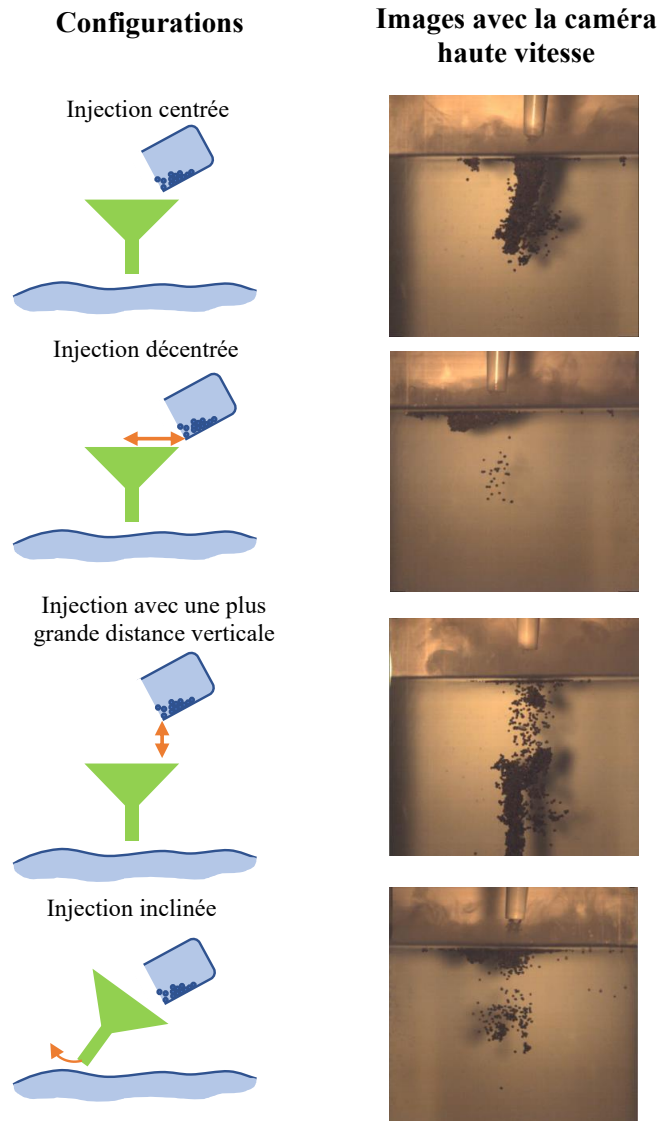 Configurations
Images avec la caméra
haute vitesse
Injection centrée
Injection décentrée
Injection avec une plus
grande distance verticale
Injection inclinée